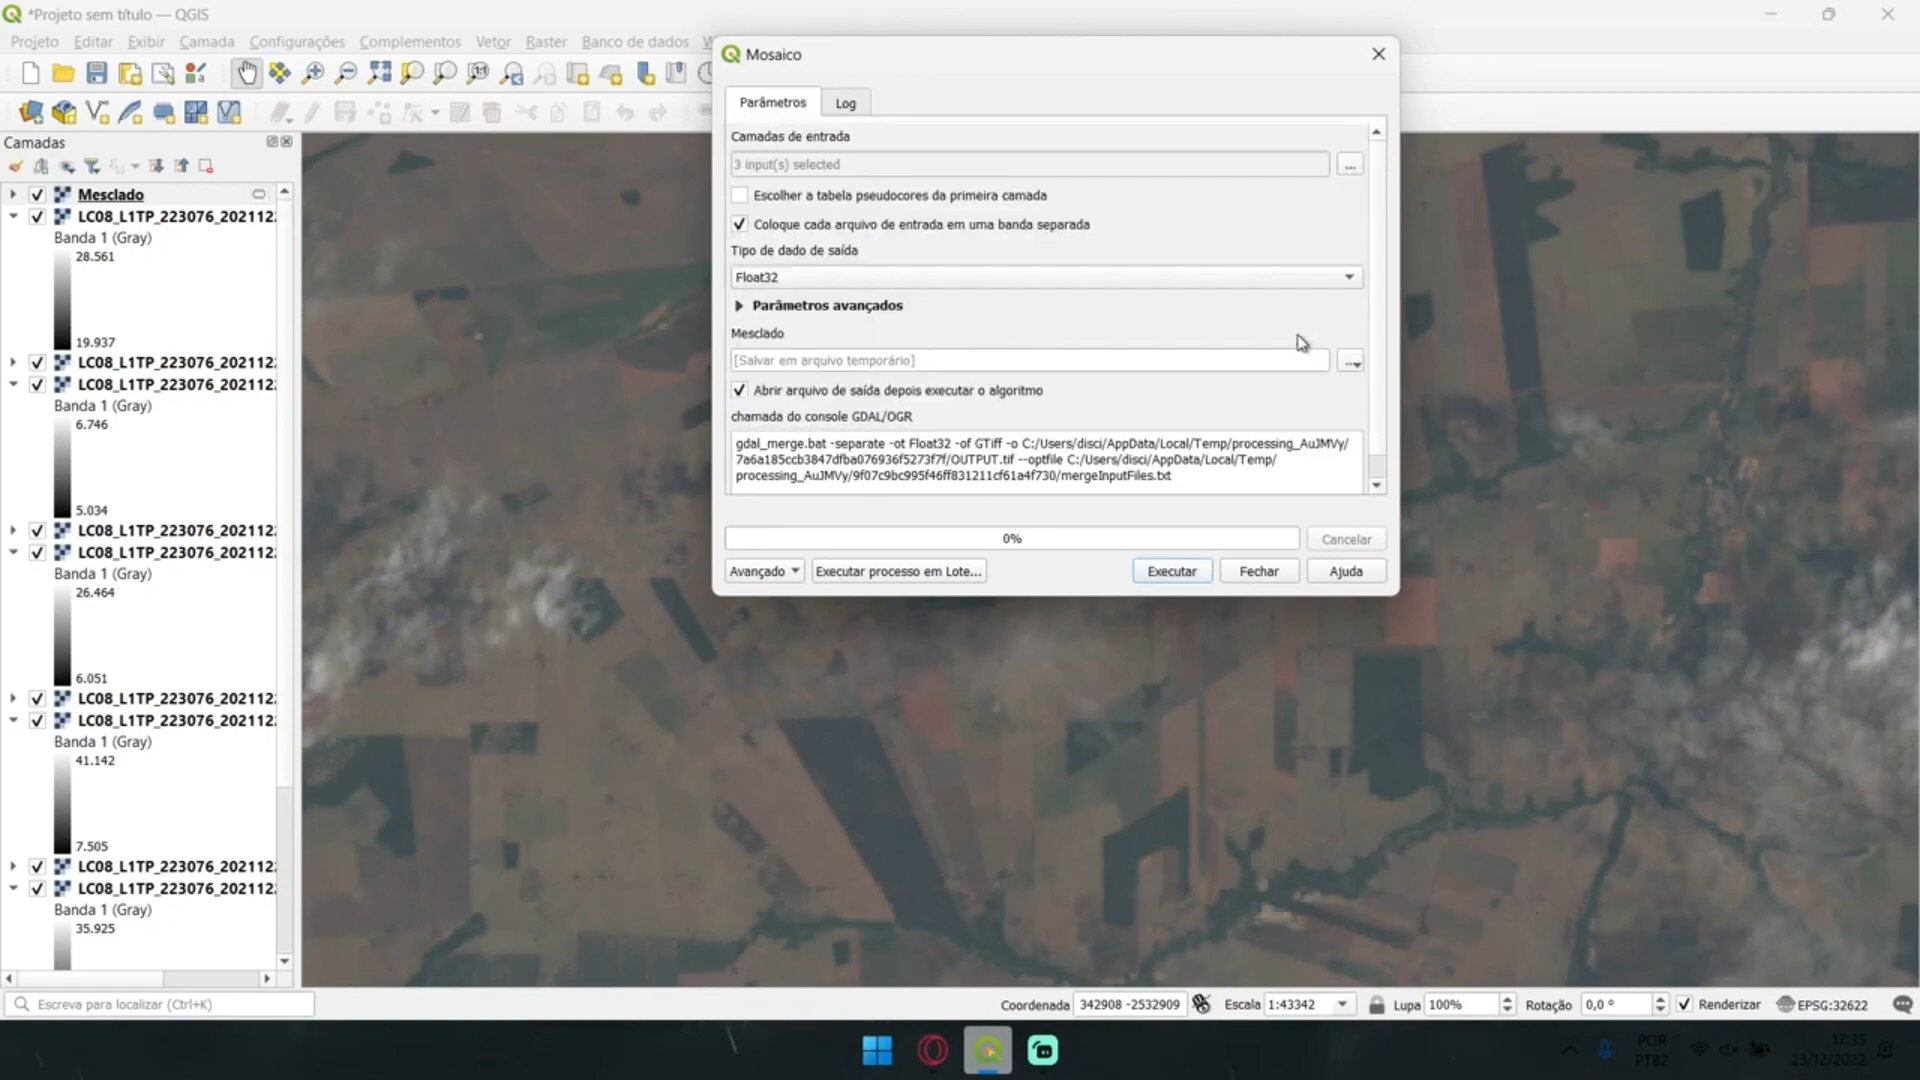 *Projeto sem título — QGIS
Projeto Editar Exibir Camada Configurações Complementos Vetor Raster Banco de dados
Camadas
Mesclado
LC08_L1TP_223076_202112
Banda 1 (Gray)
28.561
19.937
LC08_L1TP_223076_202112
LC08_L1TP_223076_202112
Banda 1 (Gray)
6.746
5.034
LC08_L1TP_223076_202112
LC08_L1TP_223076_202112
Banda 1 (Gray)
26.464
6.051
LC08_L1TP_223076_202112
LC08_L1TP_223076_202112
Banda 1 (Gray)
41.142
7.505
LC08_L1TP_223076_202112
LC08_L1TP_223076_202112
Banda 1 (Gray)
35.925
Mosaico
Parâmetros Log
Camadas de entrada
3 input(s) selected
...
Escolher a tabela pseudocores da primeira camada
Coloque cada arquivo de entrada em uma banda separada
Tipo de dado de saída
Float32
Parâmetros avançados
Mesclado
[Salvar em arquivo temporário]
...
Abrir arquivo de saída depois executar o algoritmo
chamada do console GDAL/OGR
gdal_merge.bat -separate -ot Float32 -of GTiff -o C:/Users/disci/AppData/Local/Temp/processing_AuJMVy/
7a6a185ccb3847dfba076936f5273f7f/OUTPUT.tif --optfile C:/Users/disci/AppData/Local/Temp/
processing_AuJMVy/9f07c9bc995f46ff831211cf61a4f730/mergeInputFiles.txt
0%
Cancelar
Avançado Executar processo em Lote... Executar Fechar Ajuda
Escreva para localizar (Ctrl+K)
Coordenada 342908 -2532909 Escala 1:43342 Lupa 100% Rotação 0,0 ° Renderizar EPSG:32622
POR
PTB2
17:35
23/12/2022